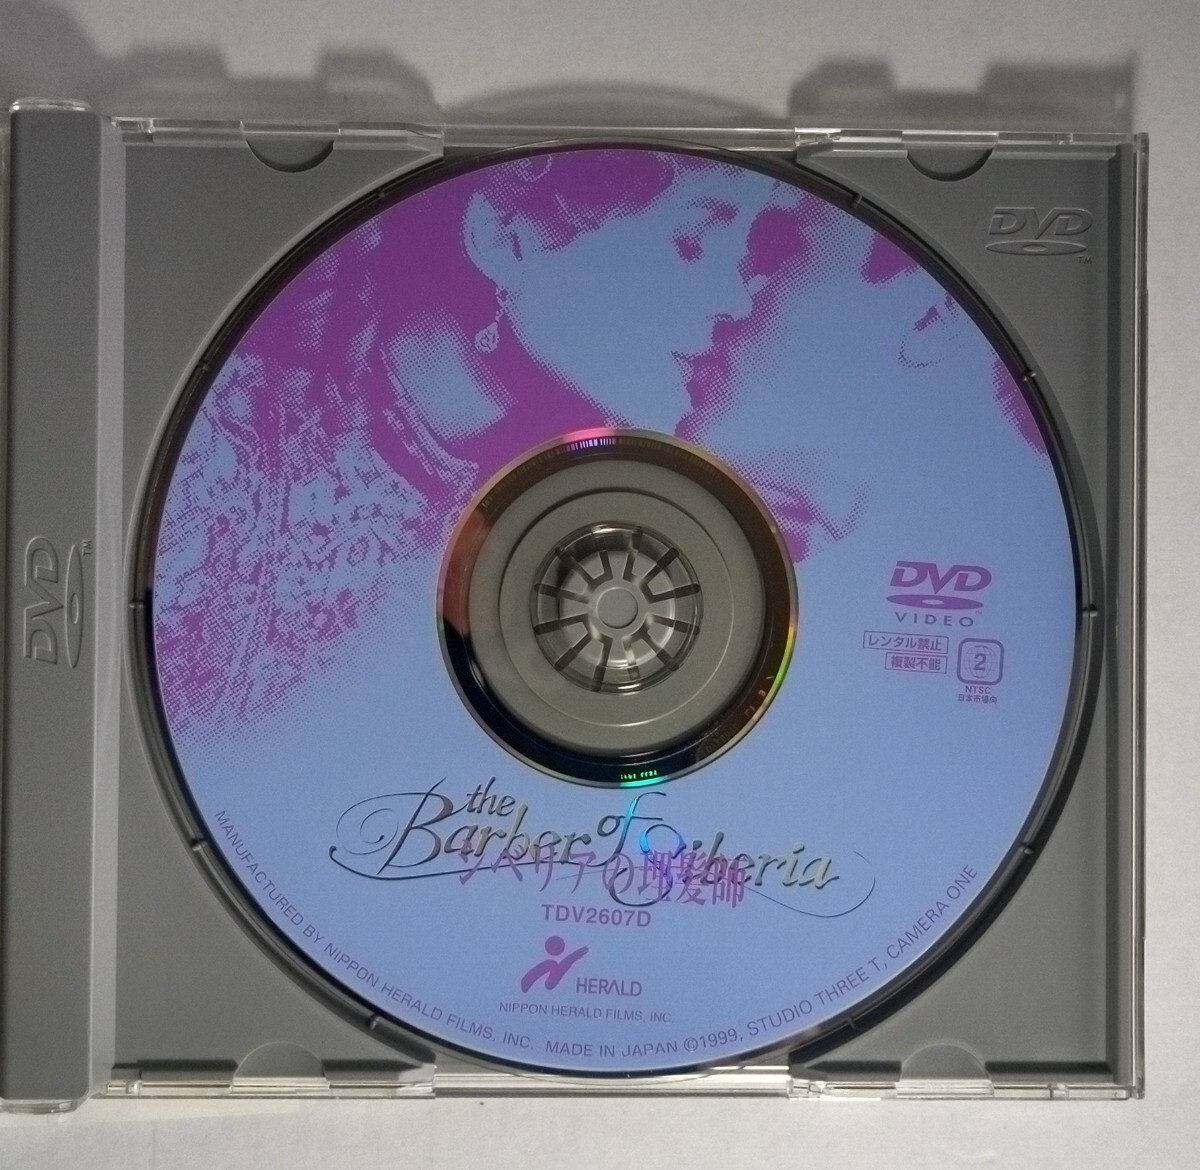 DVD
TM
DVD
TM
DVD
VIDEO
レンタル禁止
複製不能
2
NTSC
日本市場向
the
Barber of Siberia
シベリアの理髪師
TDV2607D
HERALD
NIPPON HERALD FILMS, INC.
MANUFACTURED BY NIPPON HERALD FILMS, INC. MADE IN JAPAN ©1999, STUDIO THREE T, CAMERA ONE